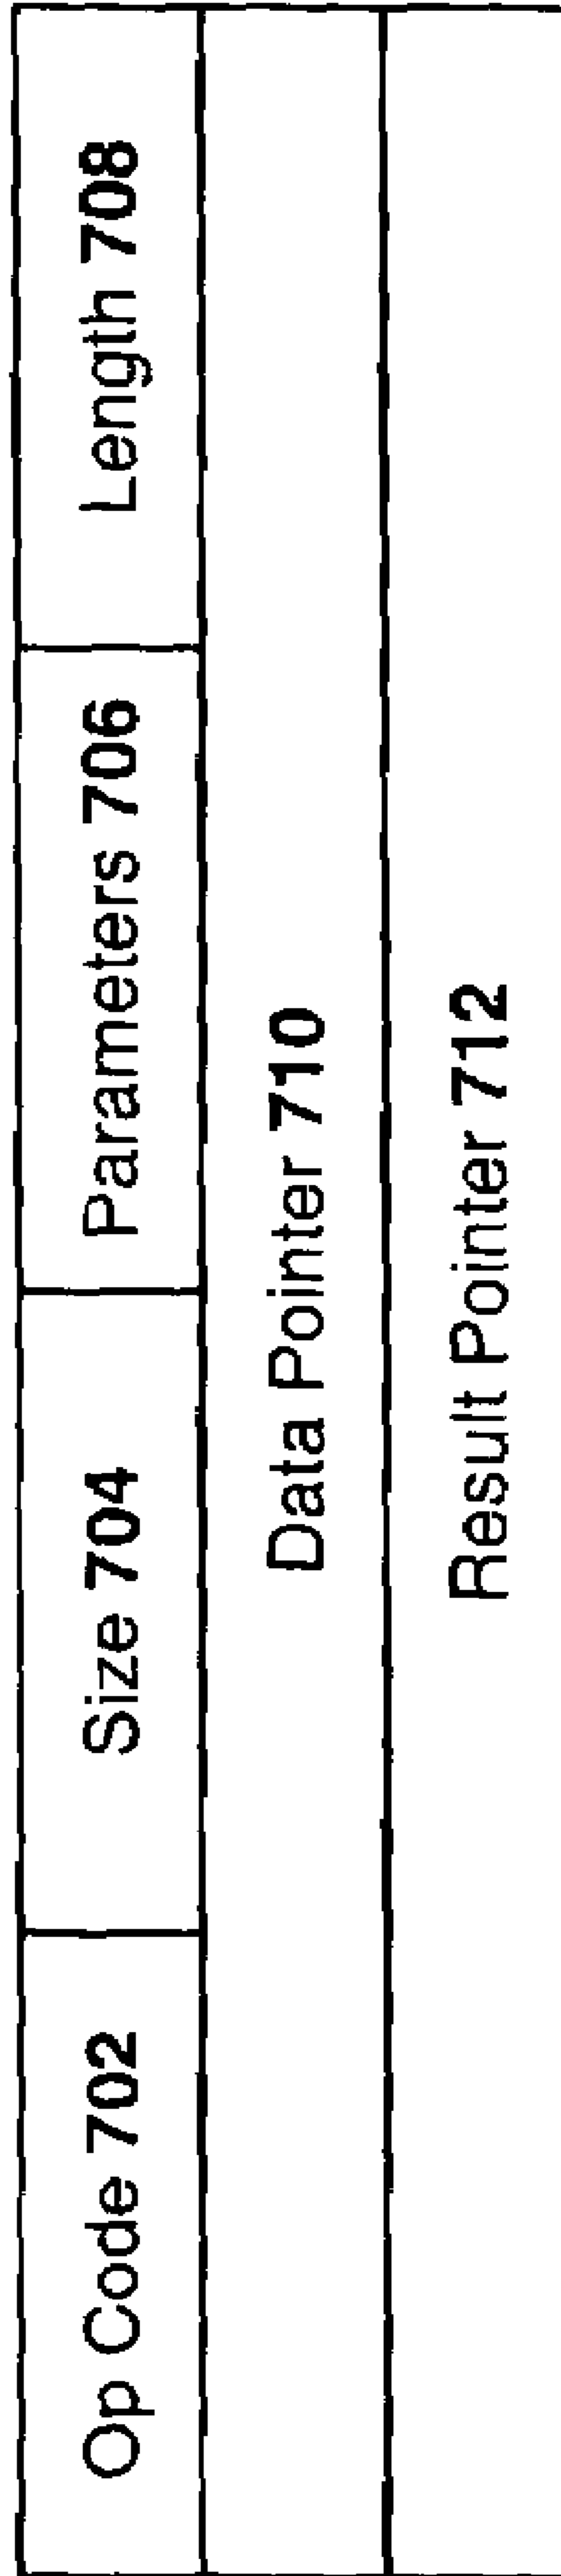 Op Code 702 Size 704 Parameters 706 Length 708
Data Pointer 710
Result Pointer 712